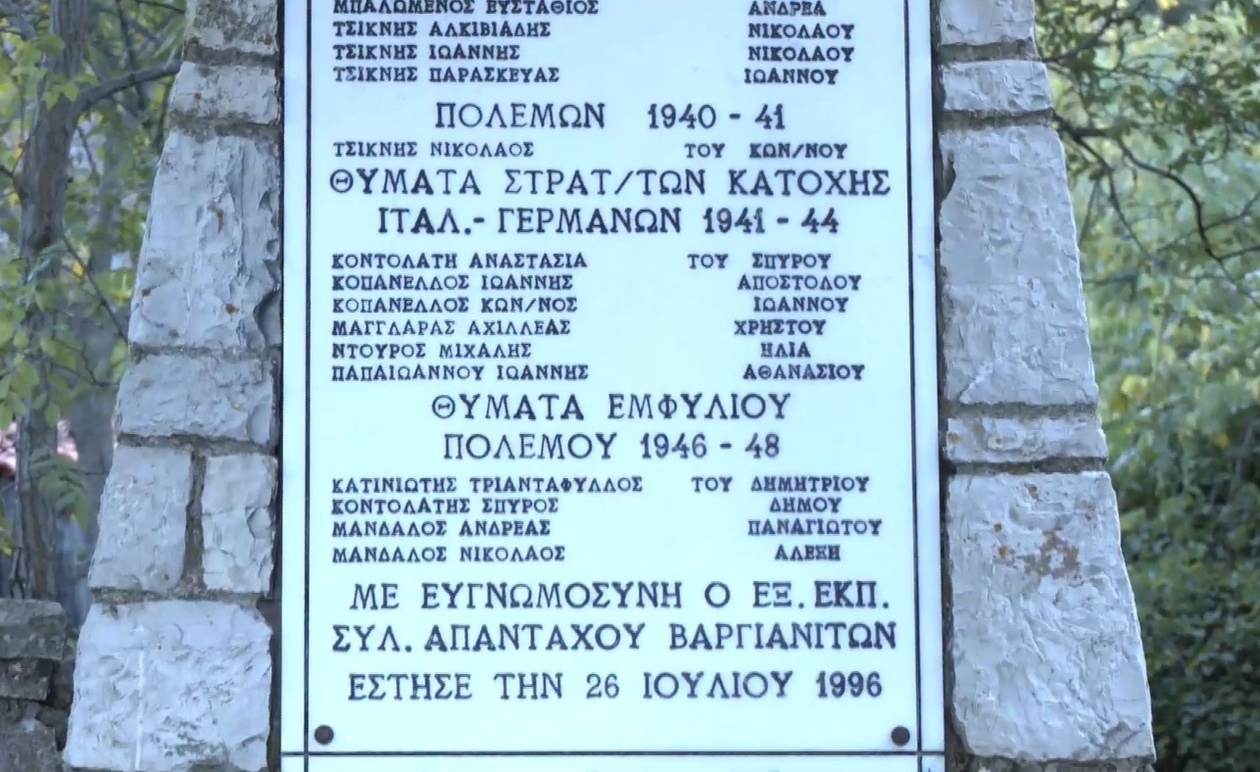 ΜΠΑΛΩΜΕΝΟΣ ΕΥΣΤΑΘΙΟΣ ΑΝΔΡΕΑ
ΤΣΙΚΝΗΣ ΑΛΚΙΒΙΑΔΗΣ ΝΙΚΟΛΑΟΥ
ΤΣΙΚΝΗΣ ΙΩΑΝΝΗΣ ΝΙΚΟΛΑΟΥ
ΤΣΙΚΝΗΣ ΠΑΡΑΣΚΕΥΑΣ ΙΩΑΝΝΟΥ
ΠΟΛΕΜΩΝ 1940 - 41
ΤΣΙΚΝΗΣ ΝΙΚΟΛΑΟΣ ΤΟΥ ΚΩΝ/ΝΟΥ
ΘΥΜΑΤΑ ΣΤΡΑΤ/ΤΩΝ ΚΑΤΟΧΗΣ
ΙΤΑΛ.- ΓΕΡΜΑΝΩΝ 1941 - 44
ΚΟΝΤΟΛΑΤΗ ΑΝΑΣΤΑΣΙΑ ΤΟΥ ΣΠΥΡΟΥ
ΚΟΠΑΝΕΛΛΟΣ ΙΩΑΝΝΗΣ ΑΠΟΣΤΟΛΟΥ
ΚΟΠΑΝΕΛΛΟΣ ΚΩΝ/ΝΟΣ ΙΩΑΝΝΟΥ
ΜΑΓΓΛΑΡΑΣ ΑΧΙΛΛΕΑΣ ΧΡΗΣΤΟΥ
ΝΤΟΥΡΟΣ ΜΙΧΑΛΗΣ ΗΛΙΑ
ΠΑΠΑΙΩΑΝΝΟΥ ΙΩΑΝΝΗΣ ΑΘΑΝΑΣΙΟΥ
ΘΥΜΑΤΑ ΕΜΦΥΛΙΟΥ
ΠΟΛΕΜΟΥ 1946 - 48
ΚΑΤΙΝΙΩΤΗΣ ΤΡΙΑΝΤΑΦΥΛΛΟΣ ΤΟΥ ΔΗΜΗΤΡΙΟΥ
ΚΟΝΤΟΛΑΤΗΣ ΣΠΥΡΟΣ ΔΗΜΟΥ
ΜΑΝΔΑΛΟΣ ΑΝΔΡΕΑΣ ΠΑΝΑΓΙΩΤΟΥ
ΜΑΝΔΑΛΟΣ ΝΙΚΟΛΑΟΣ ΑΛΕΞΗ
ΜΕ ΕΥΓΝΩΜΟΣΥΝΗ Ο ΕΞ. ΕΚΠ.
ΣΥΛ. ΑΠΑΝΤΑΧΟΥ ΒΑΡΓΙΑΝΙΤΩΝ
ΕΣΤΗΣΕ ΤΗΝ 26 ΙΟΥΛΙΟΥ 1996